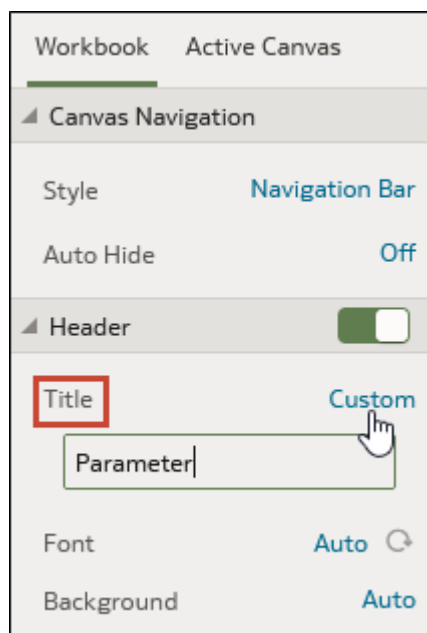 Workbook Active Canvas
Canvas Navigation
Style Navigation Bar
Auto Hide Off
Header
Title Custom
Parameter
Font Auto
Background Auto